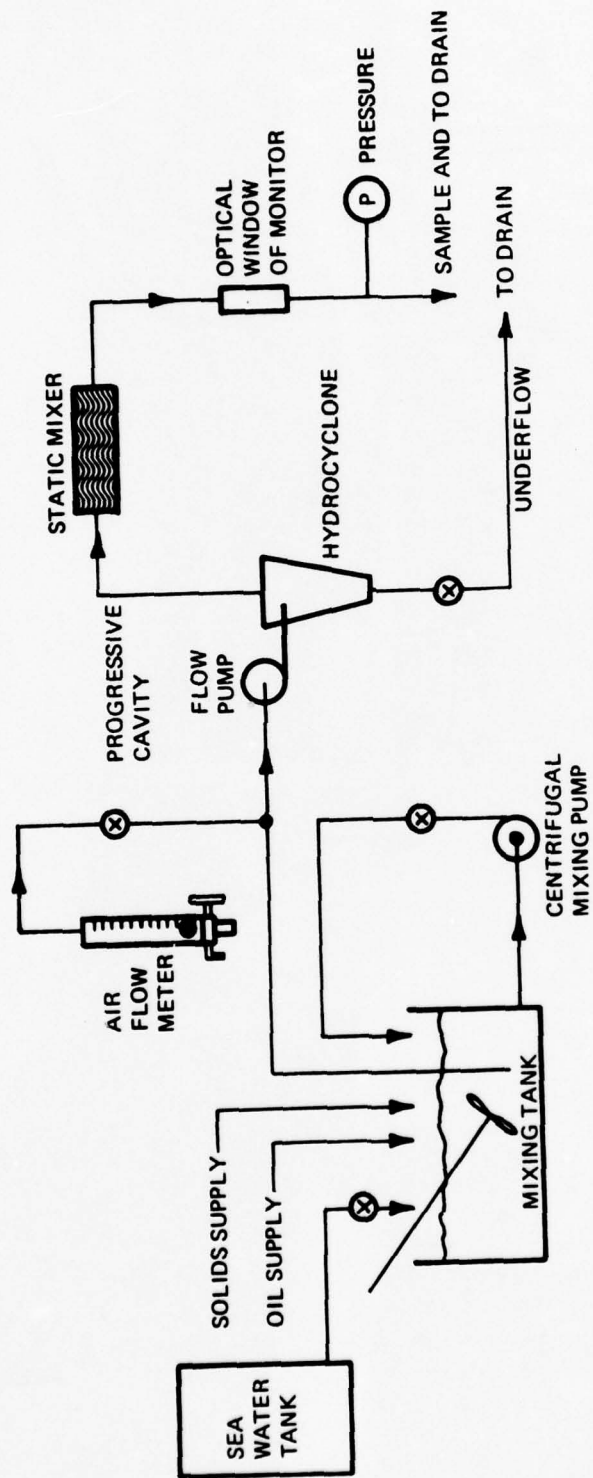 SEA
WATER
TANK
SOLIDS SUPPLY
OIL SUPPLY
MIXING TANK
CENTRIFUGAL
MIXING PUMP
AIR
FLOW
METER
PROGRESSIVE
CAVITY
FLOW
PUMP
HYDROCYCLONE
STATIC MIXER
OPTICAL
WINDOW
OF MONITOR
P
PRESSURE
SAMPLE AND TO DRAIN
UNDERFLOW
TO DRAIN